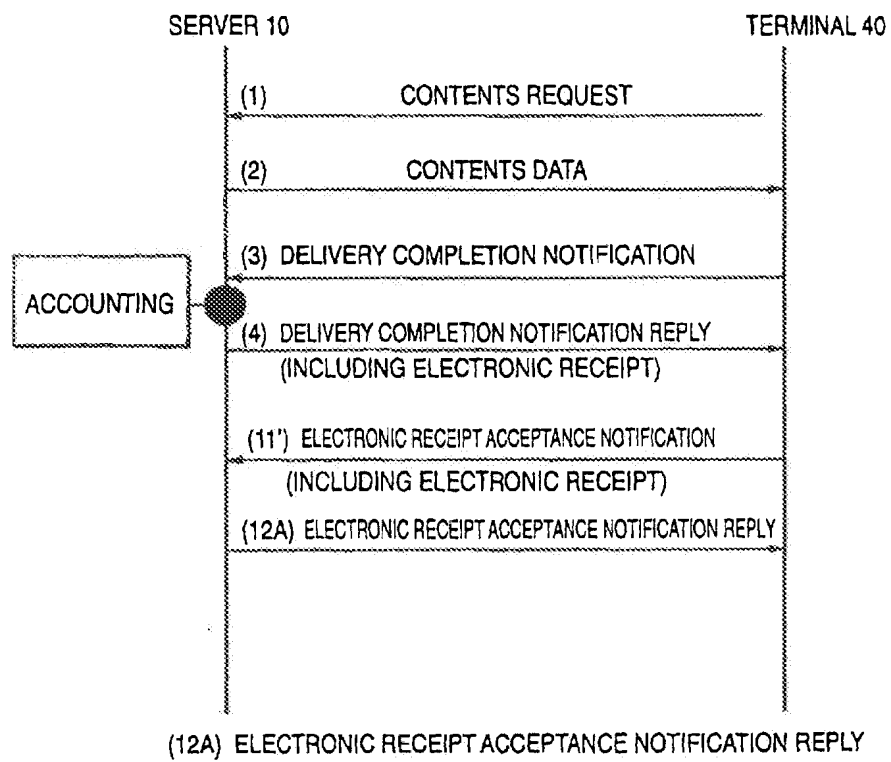 SERVER 10
TERMINAL 40
(1) CONTENTS REQUEST
(2) CONTENTS DATA
(3) DELIVERY COMPLETION NOTIFICATION
ACCOUNTING
(4) DELIVERY COMPLETION NOTIFICATION REPLY
(INCLUDING ELECTRONIC RECEIPT)
(11') ELECTRONIC RECEIPT ACCEPTANCE NOTIFICATION
(INCLUDING ELECTRONIC RECEIPT)
(12A) ELECTRONIC RECEIPT ACCEPTANCE NOTIFICATION REPLY
(12A) ELECTRONIC RECEIPT ACCEPTANCE NOTIFICATION REPLY